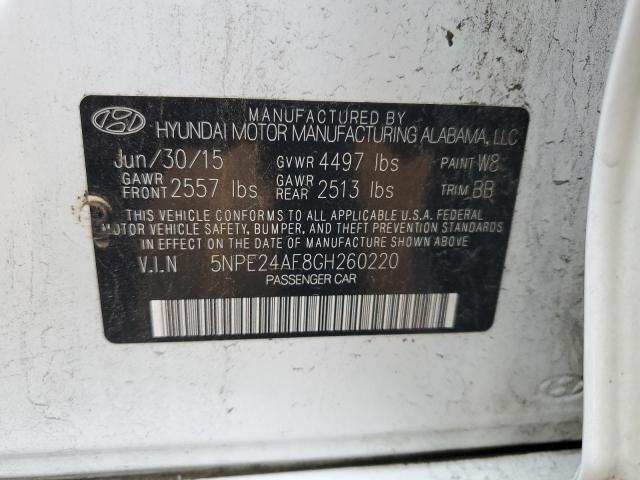 MANUFACTURED BY
HYUNDAI MOTOR MANUFACTURING ALABAMA, LLC
Jun/30/15 GVWR 4497 lbs PAINT W8
GAWR FRONT 2557 lbs GAWR REAR 2513 lbs TRIM BB
THIS VEHICLE CONFORMS TO ALL APPLICABLE U.S.A. FEDERAL
MOTOR VEHICLE SAFETY, BUMPER, AND THEFT PREVENTION STANDARDS
IN EFFECT ON THE DATE OF MANUFACTURE SHOWN ABOVE.
V.I.N 5NPE24AF8GH260220
PASSENGER CAR